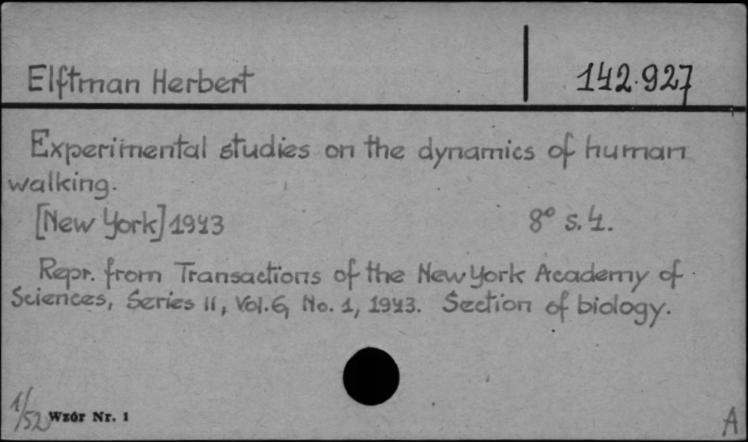 Elftman Herbert 142.927
Experimental studies on the dynamics of human
walking.
[New York] 1943 8° s. 4.
Repr. from Transactions of the New York Academy of
Sciences, Series II, Vol. 6, No. 1, 1943. Section of biology.
1/52 Wzór Nr. 1 A